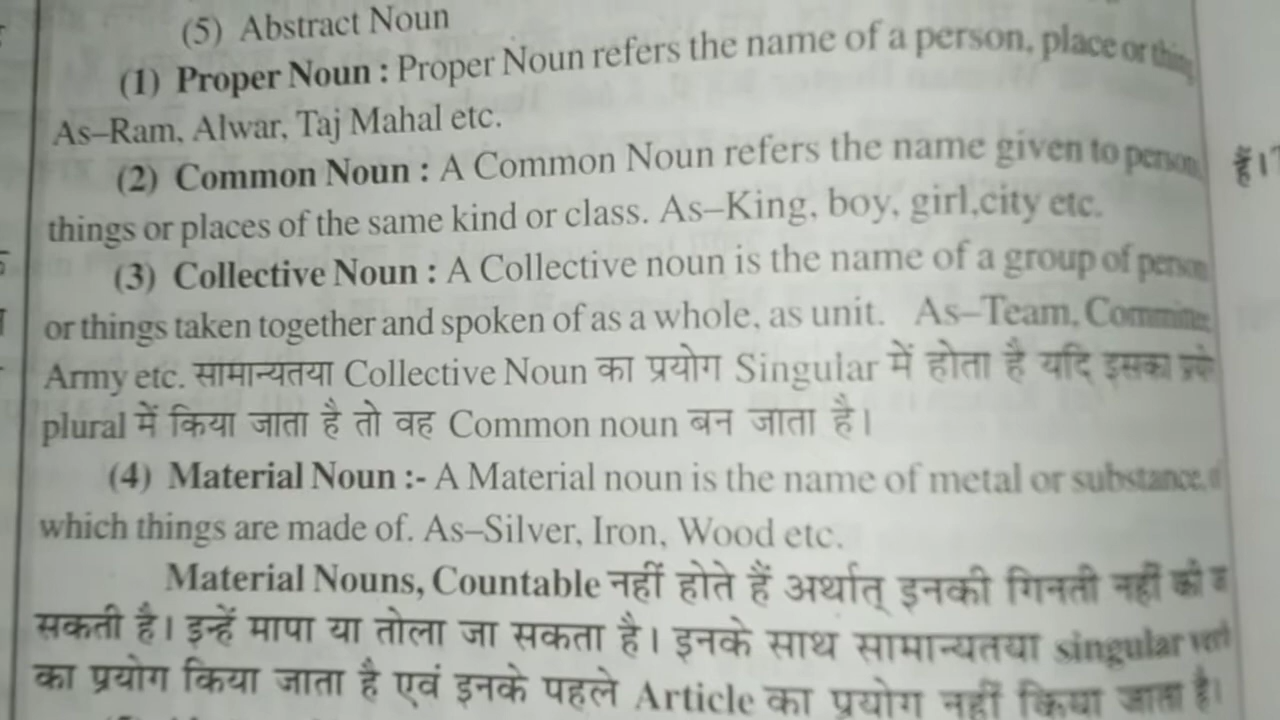 (5) Abstract Noun
(1) Proper Noun : Proper Noun refers the name of a person, place or thing
As–Ram, Alwar, Taj Mahal etc.
(2) Common Noun : A Common Noun refers the name given to person
हैं।
things or places of the same kind or class. As–King, boy, girl,city etc.
(3) Collective Noun : A Collective noun is the name of a group of person
or things taken together and spoken of as a whole, as unit. As–Team,
Army etc. सामान्यतया Collective Noun का प्रयोग Singular में होता है यदि इसका
plural में किया जाता है तो वह Common noun बन जाता है।
(4) Material Noun :- A Material noun is the name of metal or substance,
which things are made of. As–Silver, Iron, Wood etc.
Material Nouns, Countable नहीं होते हैं अर्थात् इनकी गिनती नहीं की
सकती है। इन्हें मापा या तोला जा सकता है। इनके साथ सामान्यतया singular verb
का प्रयोग किया जाता है एवं इनके पहले Article का प्रयोग नहीं किया जाता है।